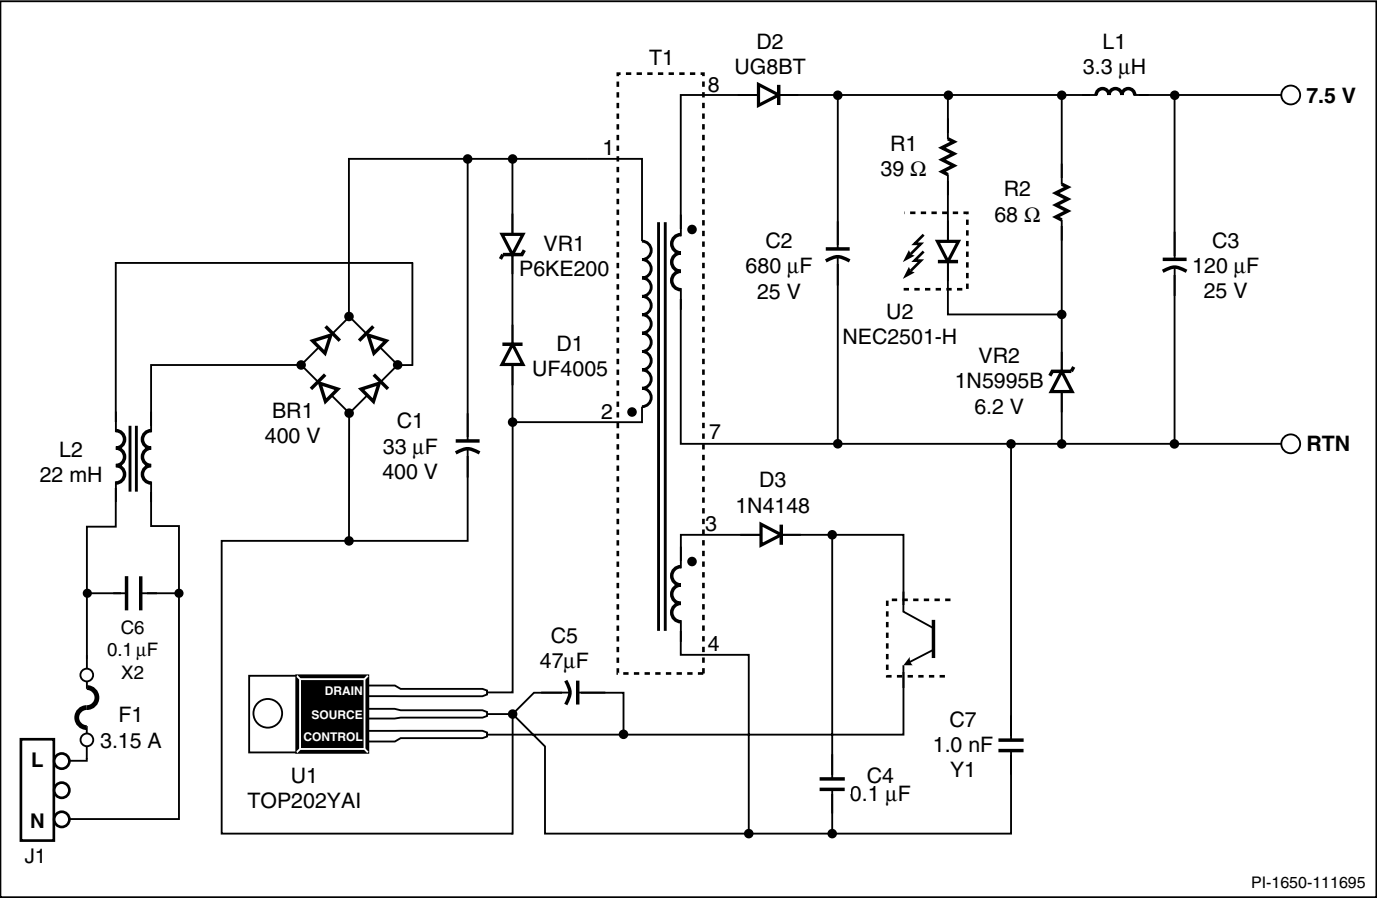 T1
D2
UG8BT
L1
3.3 µH
8
7.5 V
1
R1
39 Ω
R2
68 Ω
VR1
P6KE200
C2
680 µF
25 V
C3
120 µF
25 V
U2
NEC2501-H
D1
UF4005
VR2
1N5995B
6.2 V
BR1
400 V
C1
33 µF
400 V
2
7
RTN
L2
22 mH
D3
1N4148
3
C6
0.1 µF
X2
C5
47µF
4
DRAIN
SOURCE
CONTROL
F1
3.15 A
C7
1.0 nF
Y1
L
N
J1
U1
TOP202YAI
C4
0.1 µF
PI-1650-111695